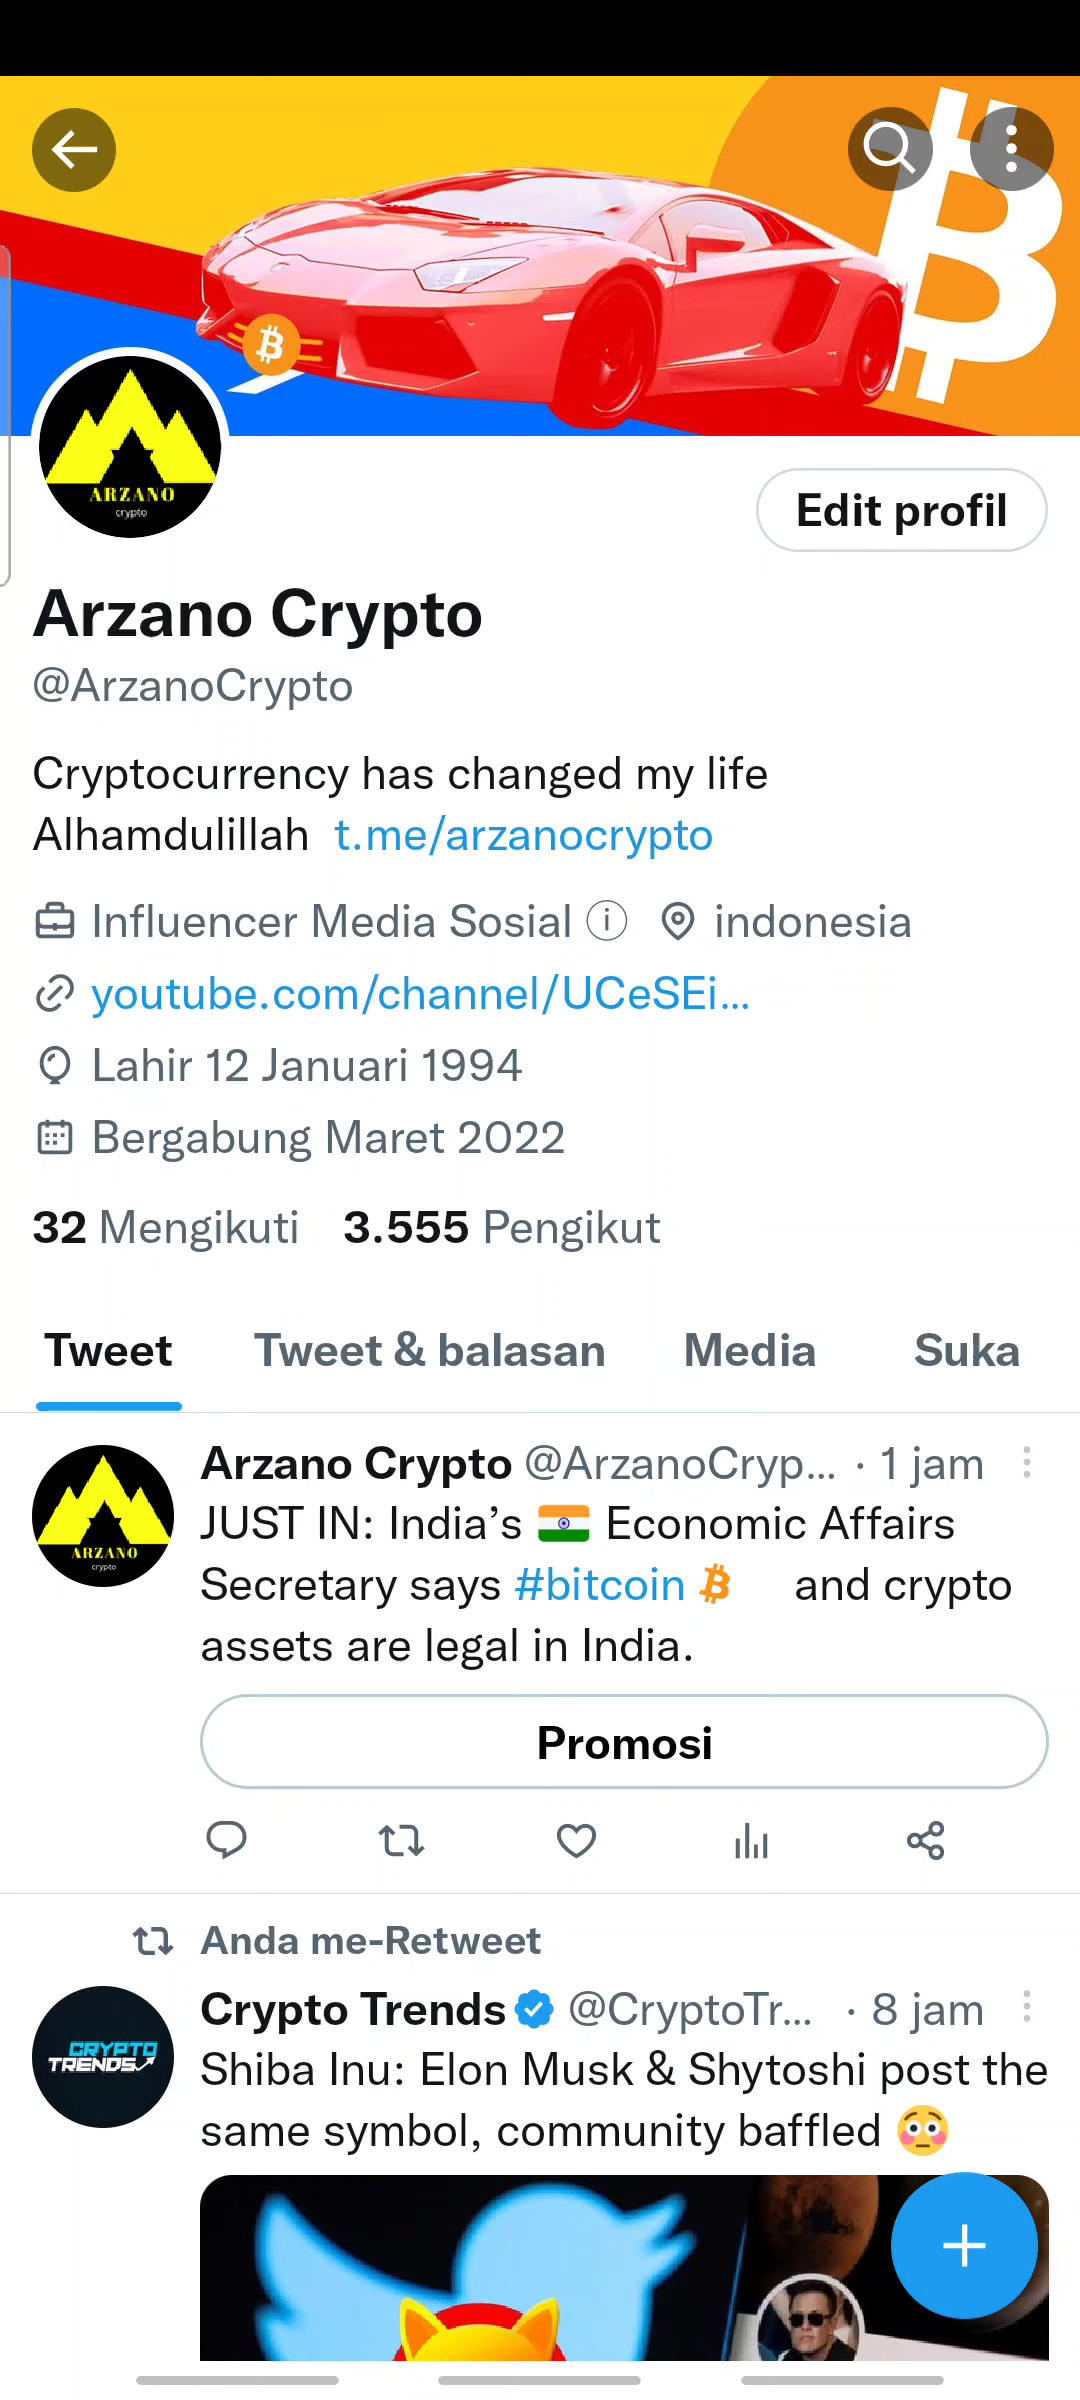 ARZANO
crypto
Edit profil
Arzano Crypto
@ArzanoCrypto
Cryptocurrency has changed my life
Alhamdulillah t.me/arzanocrypto
Influencer Media Sosial indonesia
youtube.com/channel/UCeSEi...
Lahir 12 Januari 1994
Bergabung Maret 2022
32 Mengikuti 3.555 Pengikut
Tweet Tweet & balasan Media Suka
Arzano Crypto @ArzanoCryp... · 1 jam
ARZANO
crypto
JUST IN: India’s 🇮🇳 Economic Affairs
Secretary says #bitcoin and crypto
assets are legal in India.
Promosi
Anda me-Retweet
Crypto Trends @CryptoTr... · 8 jam
CRYPTO
TRENDS
Shiba Inu: Elon Musk & Shytoshi post the
same symbol, community baffled 😳